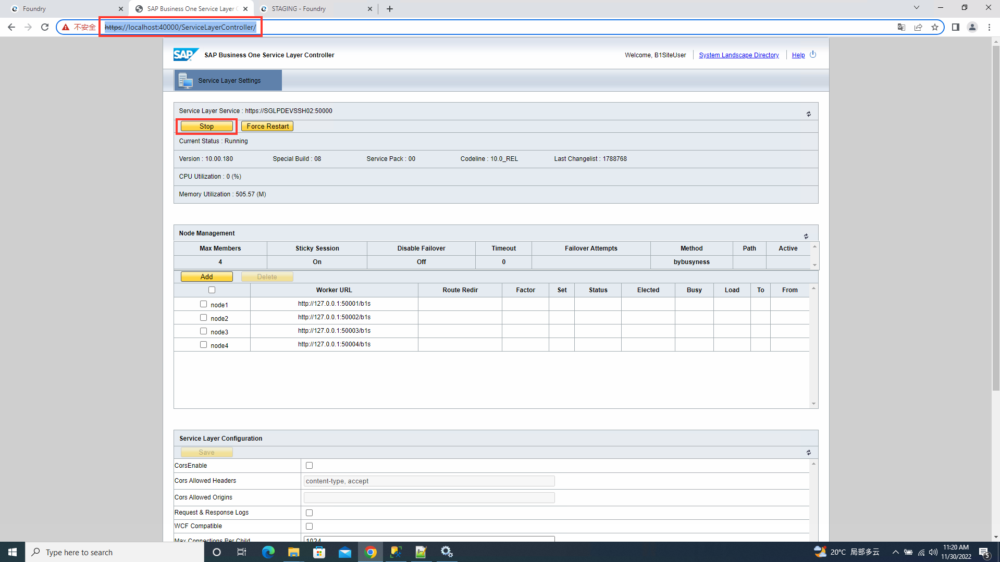 Foundry
SAP Business One Service Layer C
STAGING - Foundry
不安全
https://localhost:40000/ServiceLayerController/
SAP
SAP Business One Service Layer Controller
Welcome, B1SiteUser
System Landscape Directory
Help
Service Layer Settings
Service Layer Service : https://SGLPDEVSSH02:50000
Stop
Force Restart
Current Status : Running
Version : 10.00.180 Special Build : 08 Service Pack : 00 Codeline : 10.0_REL Last Changelist : 1788768
CPU Utilization : 0 (%)
Memory Utilization : 505.57 (M)
Node Management
Max Members Sticky Session Disable Failover Timeout Failover Attempts Method Path Active
4 On Off 0 bybusyness
Add Delete
Worker URL Route Redir Factor Set Status Elected Busy Load To From
node1 http://127.0.0.1:50001/b1s
node2 http://127.0.0.1:50002/b1s
node3 http://127.0.0.1:50003/b1s
node4 http://127.0.0.1:50004/b1s
Service Layer Configuration
Save
CorsEnable
Cors Allowed Headers content-type, accept
Cors Allowed Origins
Request & Response Logs
WCF Compatible
Max Connections Per Child 1024
Type here to search
20°C 局部多云
11:20 AM
11/30/2022
5